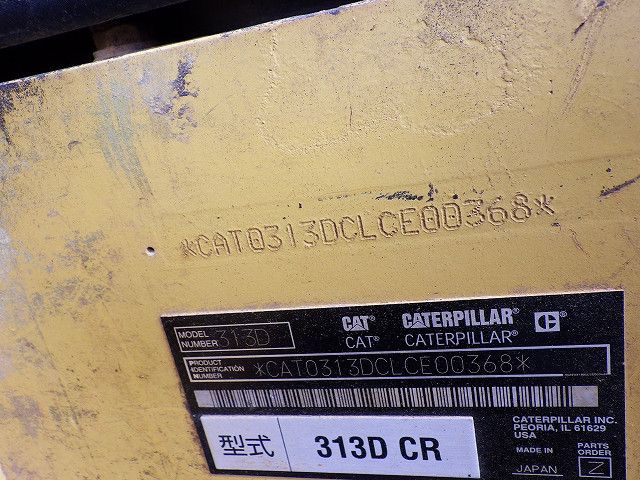 *CAT0313DCLCE00368*
MODEL NUMBER 313D
CAT® CATERPILLAR® C®
CAT® CATERPILLAR®
PRODUCT IDENTIFICATION NUMBER *CAT0313DCLCE00368*
型式 313D CR
CATERPILLAR INC.
PEORIA, IL 61629
USA
MADE IN JAPAN
PARTS ORDER Z